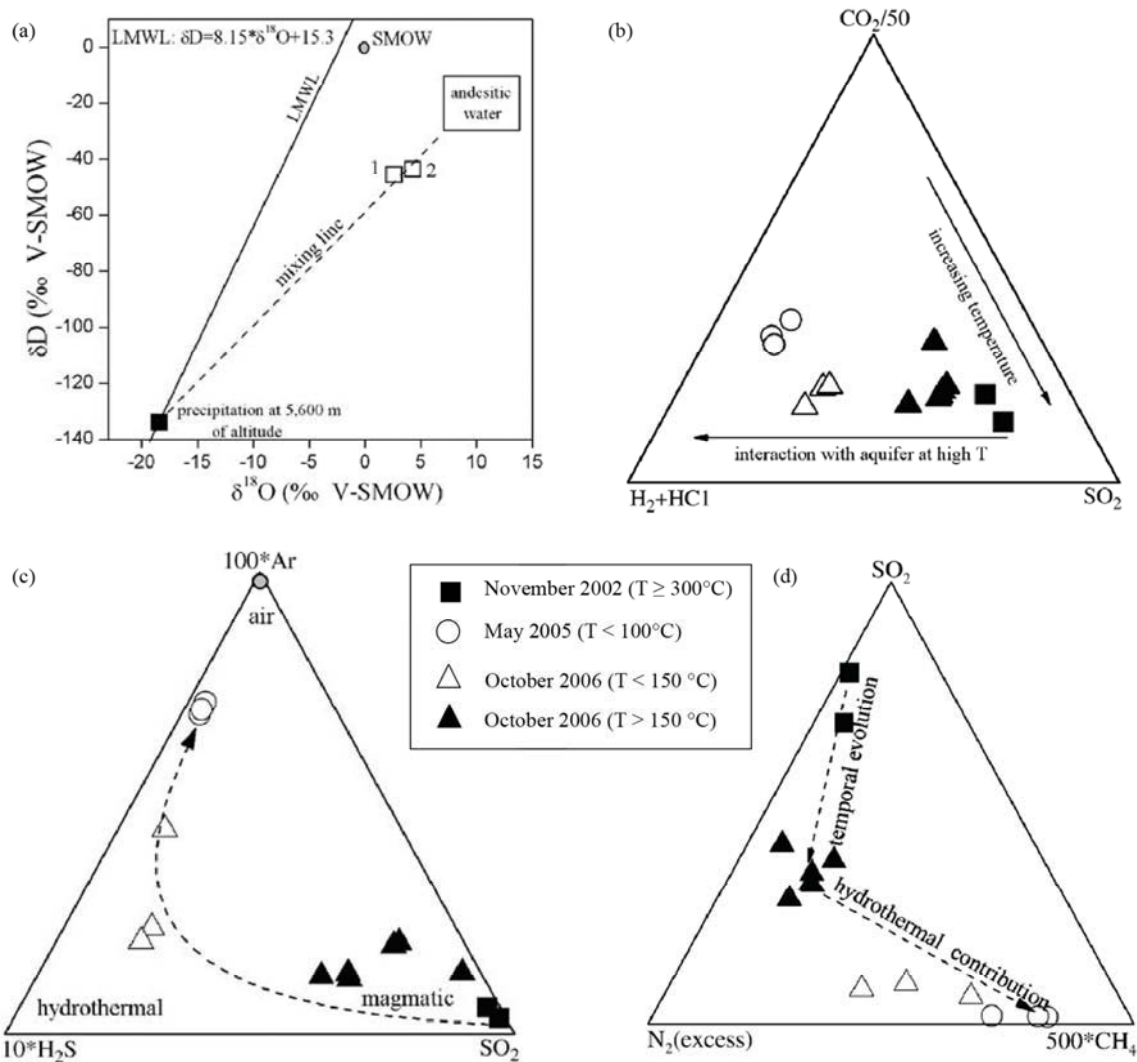 (a)
LMWL: δD=8.15*δ¹⁸O+15.3
SMOW
LMWL
andesitic
water
1
2
mixing line
precipitation at 5,600 m
of altitude
0
-20
-40
-60
-80
-100
-120
-140
δD (‰ V-SMOW)
-20 -15 -10 -5 0 5 10 15
δ¹⁸O (‰ V-SMOW)
(b)
CO₂/50
increasing temperature
interaction with aquifer at high T
H₂+HCl
SO₂
(c)
100*Ar
air
hydrothermal
magmatic
10*H₂S
SO₂
November 2002 (T ≥ 300°C)
May 2005 (T < 100°C)
October 2006 (T < 150 °C)
October 2006 (T > 150 °C)
(d)
SO₂
temporal evolution
hydrothermal contribution
N₂(excess)
500*CH₄